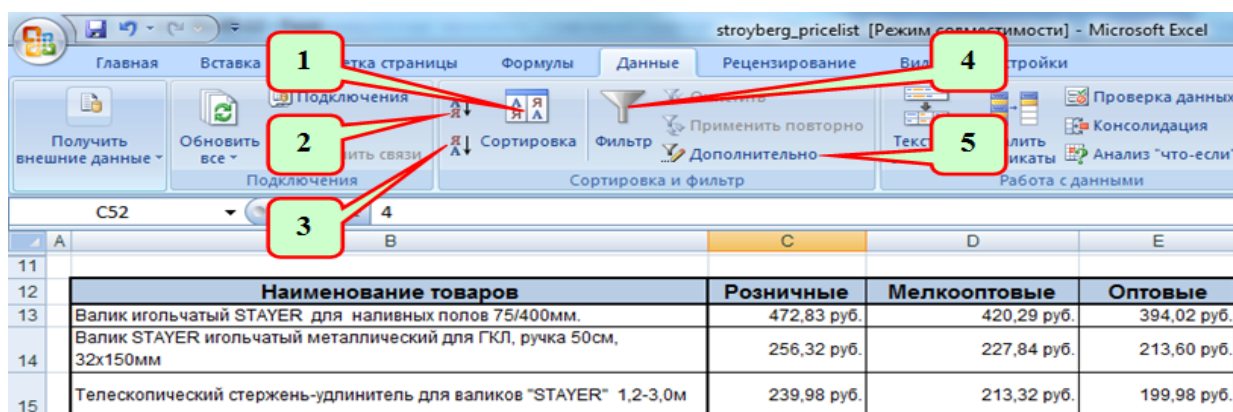 stroyberg_pricelist [Режим совместимости] - Microsoft Excel
Главная Вставка етка страницы Формулы Данные Рецензирование Вид тройки
1
4
Подключения
Проверка данных
2
5
Получить внешние данные
Обновить все
ить связи
Сортировка
Фильтр
Применить повторно
Дополнительно
Консолидация
Анализ "что-если"
Подключения Сортировка и фильтр Работа с данными
3
C52 4
A B C D E
11
12 Наименование товаров Розничные Мелкооптовые Оптовые
13 Валик игольчатый STAYER для наливных полов 75/400мм. 472,83 руб. 420,29 руб. 394,02 руб.
Валик STAYER игольчатый металлический для ГКЛ, ручка 50см,
14 32x150мм 256,32 руб. 227,84 руб. 213,60 руб.
15 Телескопический стержень-удлинитель для валиков "STAYER" 1,2-3,0м 239,98 руб. 213,32 руб. 199,98 руб.